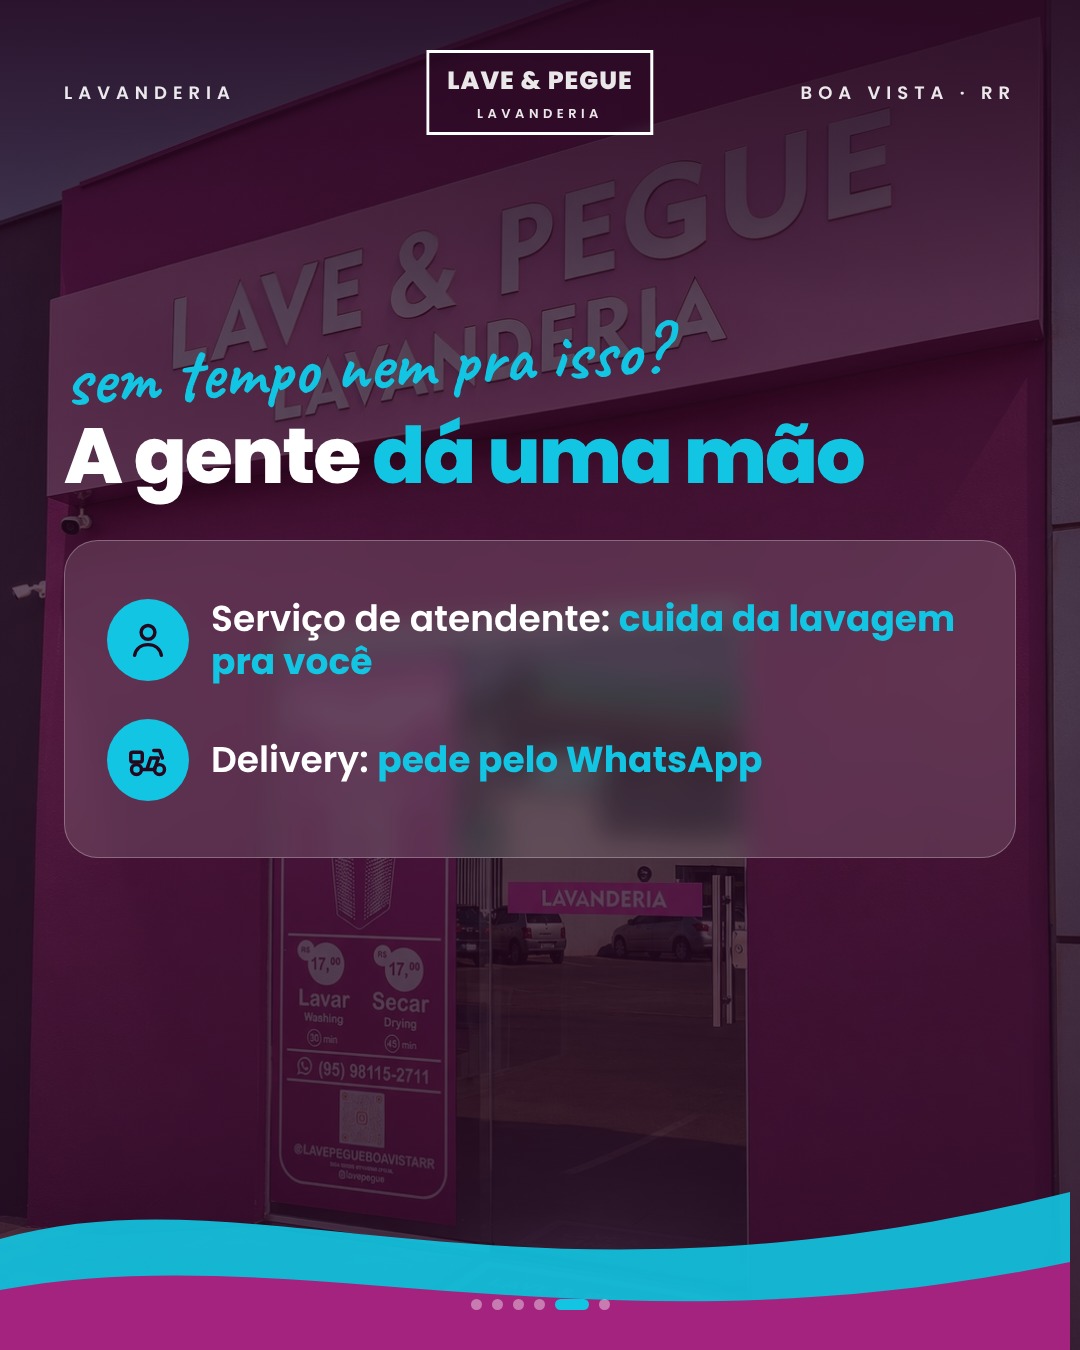 LAVANDERIA
LAVE & PEGUE
LAVANDERIA
BOA VISTA · RR
LAVE & PEGUE
LAVANDERIA
sem tempo nem pra isso?
A gente dá uma mão
Serviço de atendente: cuida da lavagem
pra você
Delivery: pede pelo WhatsApp
LAVANDERIA
R$ 17,00
R$ 17,00
Lavar
Secar
Washing
Drying
30 min
45 min
(95) 98115-2711
@LAVEPEGUEBOAVISTARR
@lavepegue